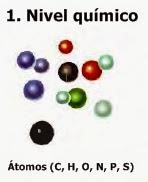 1. Nivel químico
Átomos (C, H, O, N, P, S)